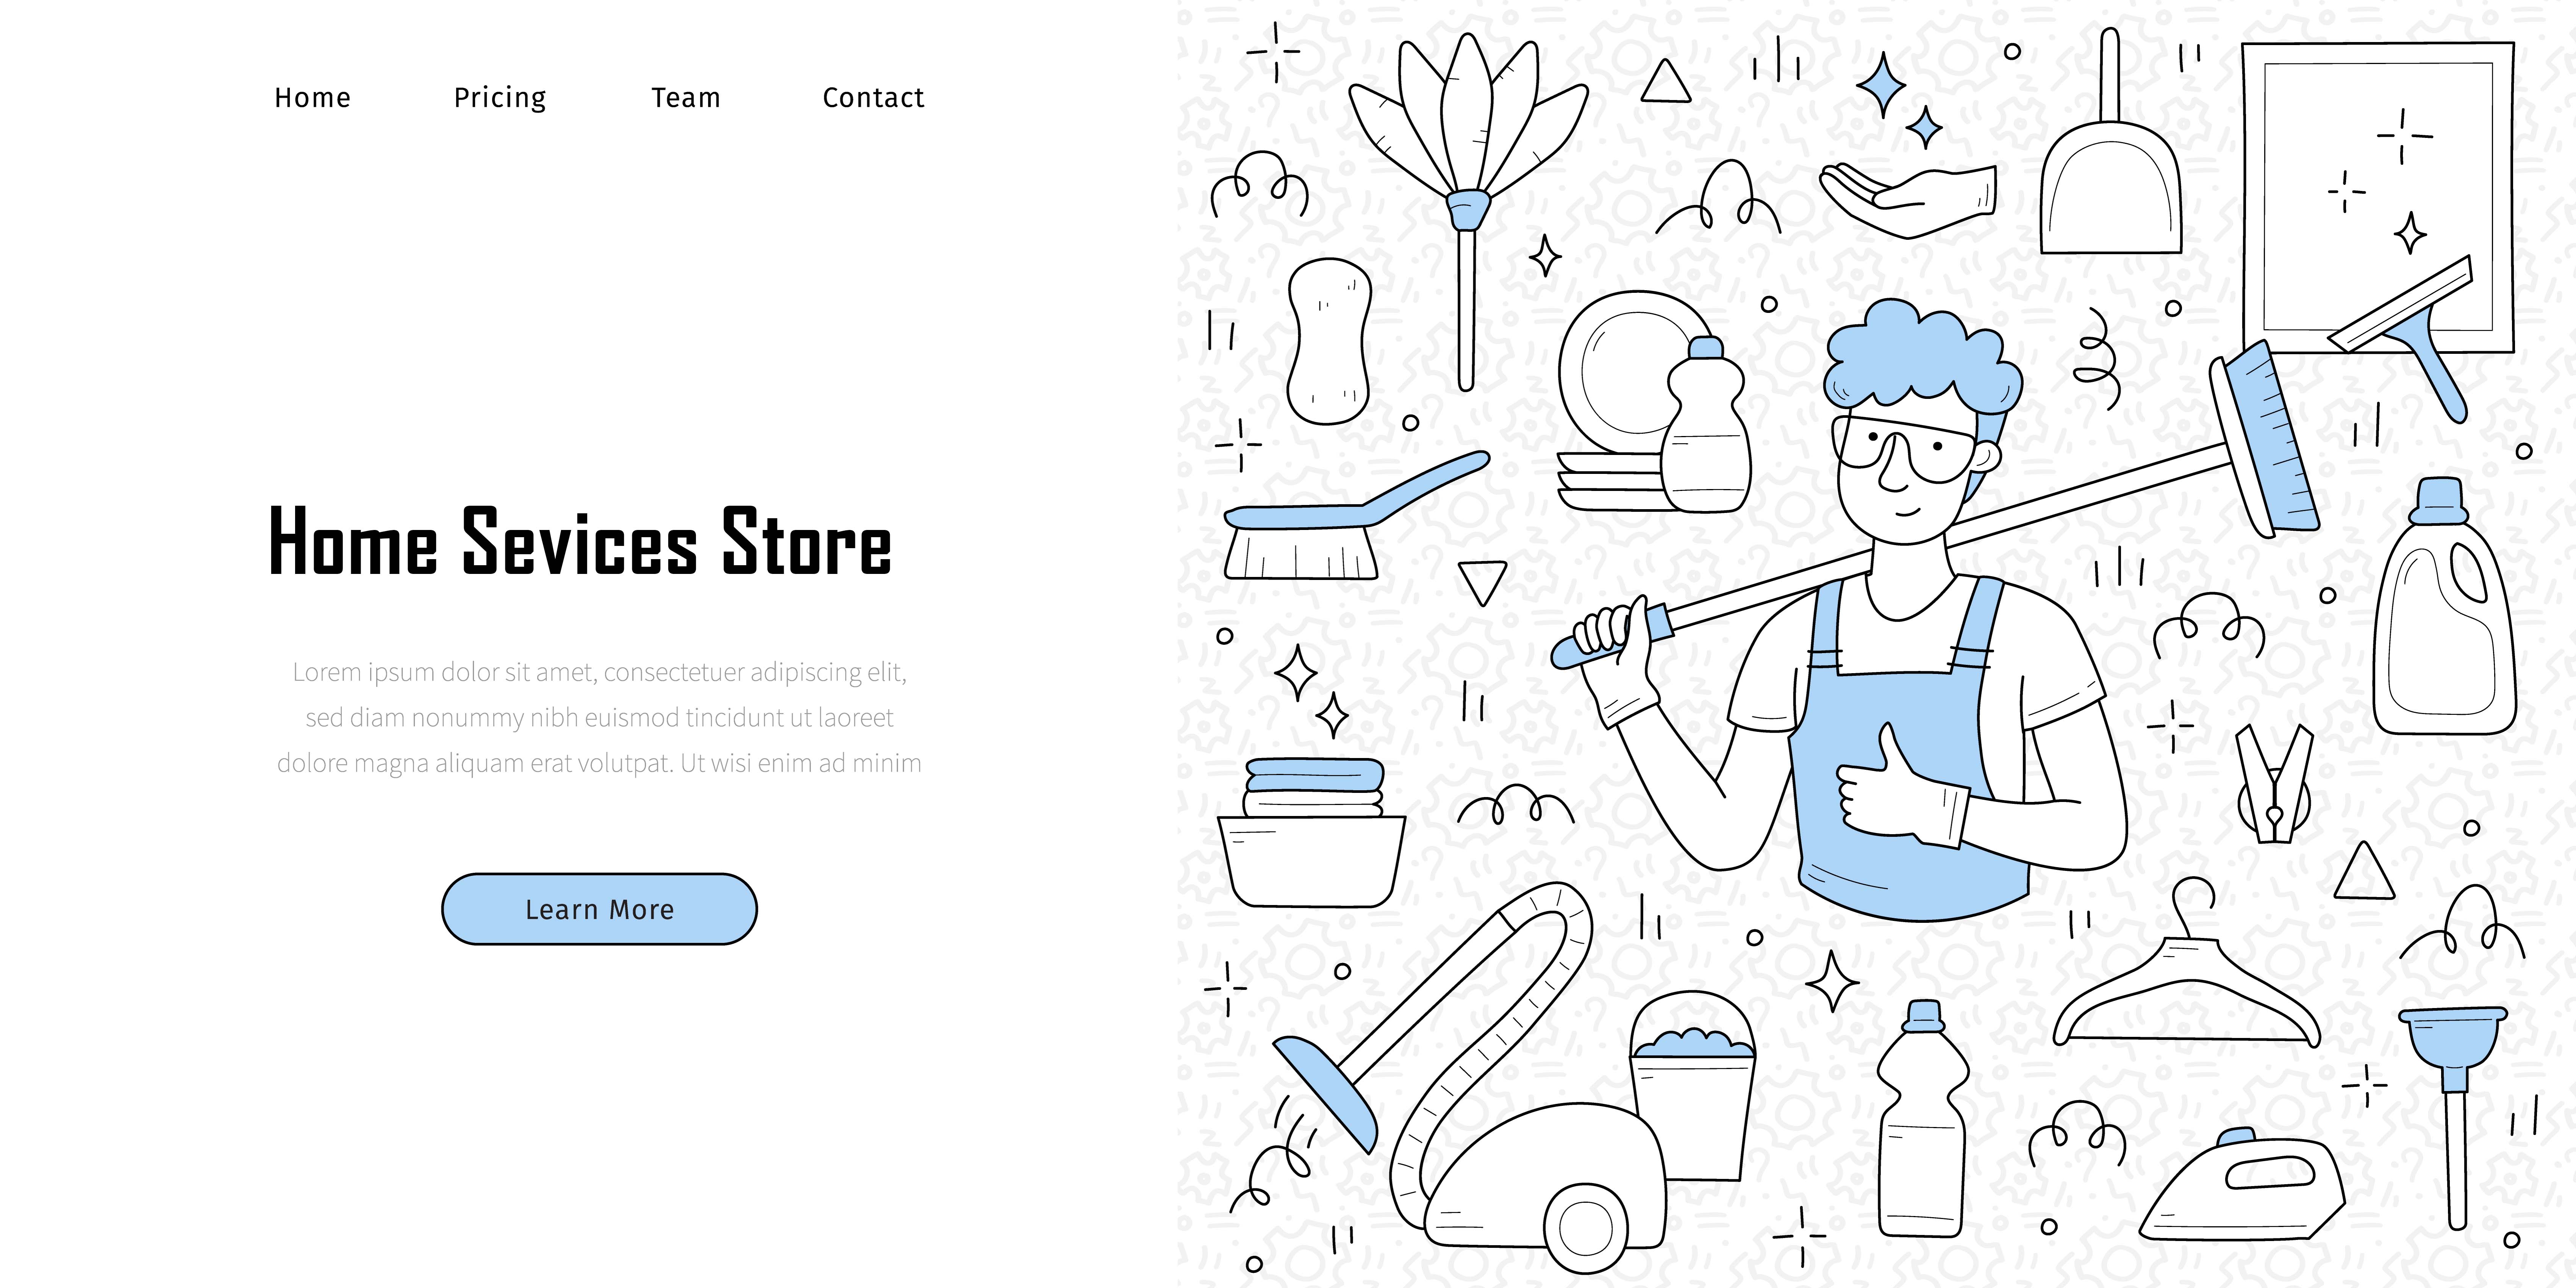 Home Pricing Team Contact
Home Sevices Store
Lorem ipsum dolor sit amet, consectetuer adipiscing elit,
sed diam nonummy nibh euismod tincidunt ut laoreet
dolore magna aliquam erat volutpat. Ut wisi enim ad minim
Learn More